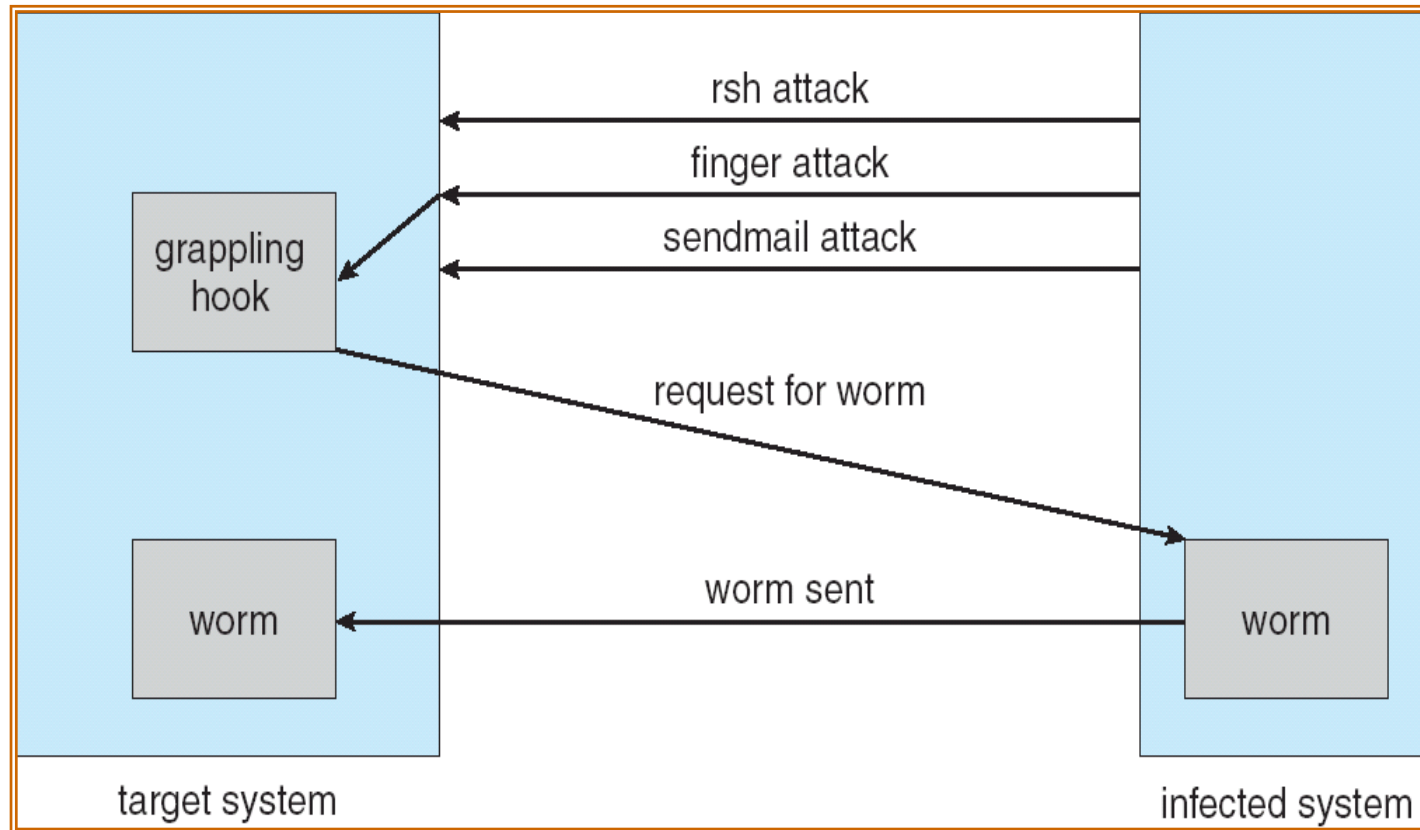 rsh attack
finger attack
sendmail attack
grappling
hook
request for worm
worm sent
worm
worm
target system
infected system